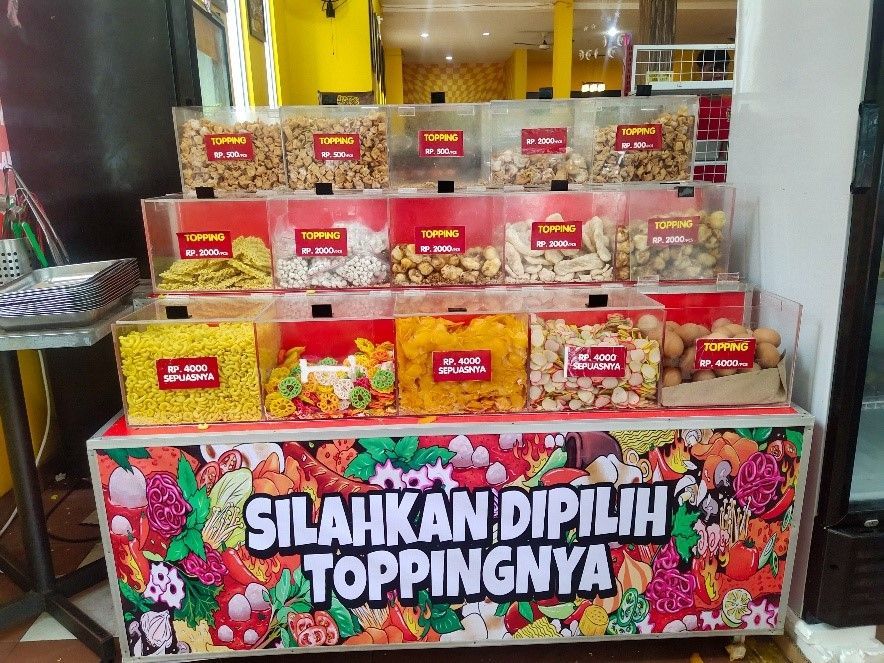 TOPPING
RP. 500/PCS
TOPPING
RP. 500/PCS
TOPPING
RP. 500/PCS
RP. 2000/PCS
TOPPING
RP. 500/PCS
TOPPING
RP. 2000/PCS
TOPPING
RP. 2000/PCS
TOPPING
RP. 2000/PCS
TOPPING
RP. 2000/PCS
TOPPING
RP. 2000/PCS
RP. 4000
SEPUASNYA
RP. 4000
SEPUASNYA
RP. 4000
SEPUASNYA
TOPPING
RP. 4000/PCS
SILAHKAN DIPILIH
TOPPINGNYA